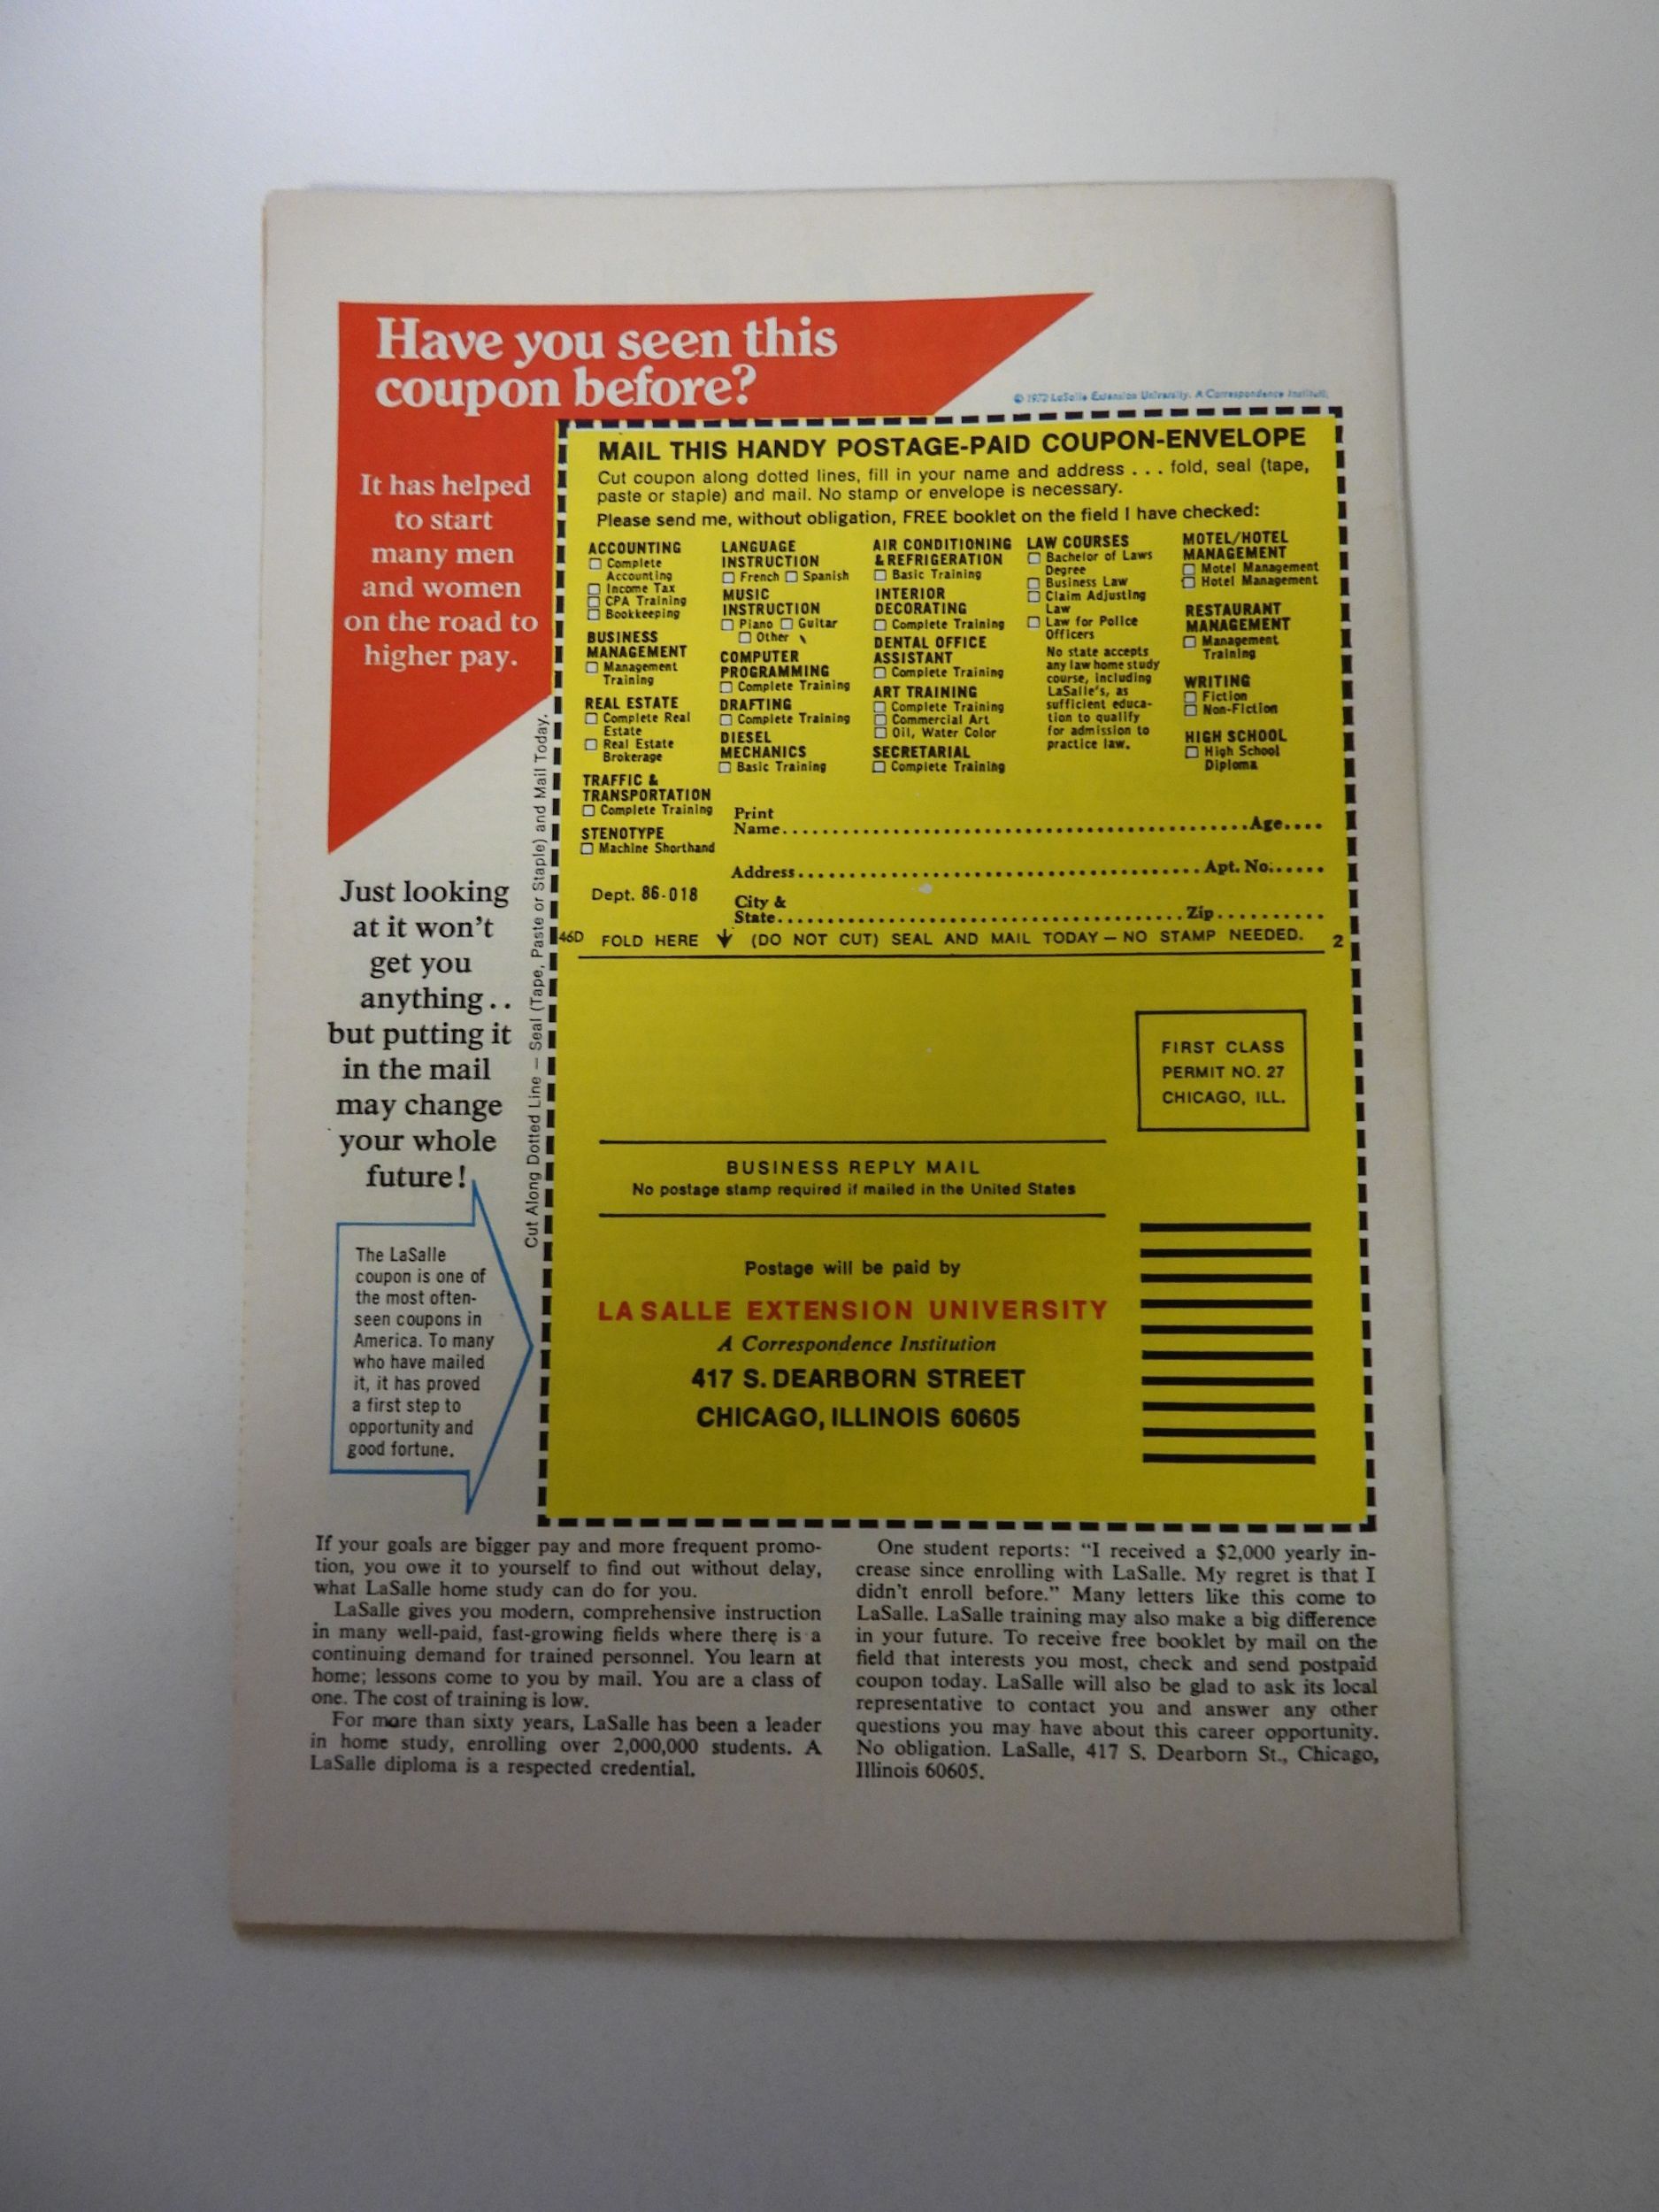 Have you seen this
coupon before?
© 1972 LaSalle Extension University. A Correspondence Institution
It has helped
to start
many men
and women
on the road to
higher pay.
Just looking
at it won't
get you
anything..
but putting it
in the mail
may change
your whole
future!
The LaSalle
coupon is one of
the most often-
seen coupons in
America. To many
who have mailed
it, it has proved
a first step to
opportunity and
good fortune.
Cut Along Dotted Line — Seal (Tape, Paste or Staple) and Mail Today.
MAIL THIS HANDY POSTAGE-PAID COUPON-ENVELOPE
Cut coupon along dotted lines, fill in your name and address . . . fold, seal (tape,
paste or staple) and mail. No stamp or envelope is necessary.
Please send me, without obligation, FREE booklet on the field I have checked:
ACCOUNTING
Complete
Accounting
Income Tax
CPA Training
Bookkeeping
BUSINESS
MANAGEMENT
Management
Training
REAL ESTATE
Complete Real
Estate
Real Estate
Brokerage
TRAFFIC &
TRANSPORTATION
Complete Training
STENOTYPE
Machine Shorthand
LANGUAGE
INSTRUCTION
French Spanish
MUSIC
INSTRUCTION
Piano Guitar
Other
COMPUTER
PROGRAMMING
Complete Training
DRAFTING
Complete Training
DIESEL
MECHANICS
Basic Training
AIR CONDITIONING
& REFRIGERATION
Basic Training
INTERIOR
DECORATING
Complete Training
DENTAL OFFICE
ASSISTANT
Complete Training
ART TRAINING
Complete Training
Commercial Art
Oil, Water Color
SECRETARIAL
Complete Training
LAW COURSES
Bachelor of Laws
Degree
Business Law
Claim Adjusting
Law
Law for Police
Officers
No state accepts
any law home study
course, including
LaSalle's, as
sufficient educa-
tion to qualify
for admission to
practice law.
MOTEL/HOTEL
MANAGEMENT
Motel Management
Hotel Management
RESTAURANT
MANAGEMENT
Management
Training
WRITING
Fiction
Non-Fiction
HIGH SCHOOL
High School
Diploma
Print
Name Age
Address Apt. No.
Dept. 86-018
City &
State Zip
46D FOLD HERE (DO NOT CUT) SEAL AND MAIL TODAY — NO STAMP NEEDED. 2
FIRST CLASS
PERMIT NO. 27
CHICAGO, ILL.
BUSINESS REPLY MAIL
No postage stamp required if mailed in the United States
Postage will be paid by
LA SALLE EXTENSION UNIVERSITY
A Correspondence Institution
417 S. DEARBORN STREET
CHICAGO, ILLINOIS 60605
If your goals are bigger pay and more frequent promo-
tion, you owe it to yourself to find out without delay,
what LaSalle home study can do for you.
LaSalle gives you modern, comprehensive instruction
in many well-paid, fast-growing fields where there is a
continuing demand for trained personnel. You learn at
home; lessons come to you by mail. You are a class of
one. The cost of training is low.
For more than sixty years, LaSalle has been a leader
in home study, enrolling over 2,000,000 students. A
LaSalle diploma is a respected credential.
One student reports: "I received a $2,000 yearly in-
crease since enrolling with LaSalle. My regret is that I
didn't enroll before." Many letters like this come to
LaSalle. LaSalle training may also make a big difference
in your future. To receive free booklet by mail on the
field that interests you most, check and send postpaid
coupon today. LaSalle will also be glad to ask its local
representative to contact you and answer any other
questions you may have about this career opportunity.
No obligation. LaSalle, 417 S. Dearborn St., Chicago,
Illinois 60605.